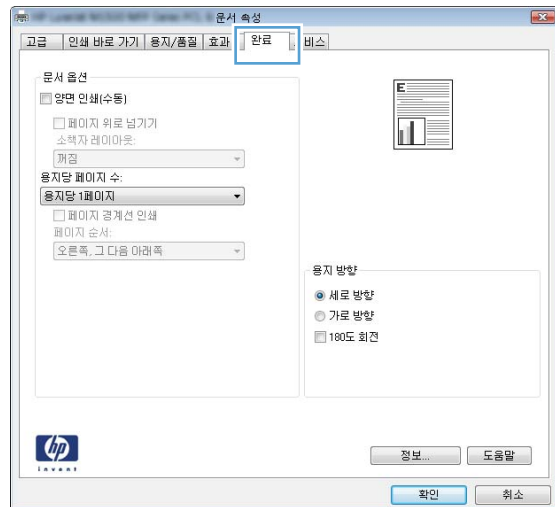 문서 속성
고급 인쇄 바로 가기 용지/품질 효과 완료 비스
문서 옵션
양면 인쇄(수동)
페이지 위로 넘기기
소책자 레이아웃:
꺼짐
용지당 페이지 수:
용지당 1페이지
페이지 경계선 인쇄
페이지 순서:
오른쪽, 그 다음 아래쪽
E
용지 방향
세로 방향
가로 방향
180도 회전
hp
invent
정보... 도움말
확인 취소